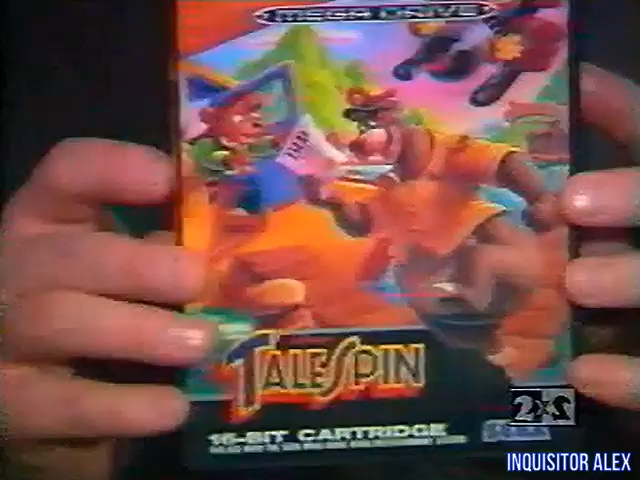 MEGA DRIVE
TALESPIN
16-BIT CARTRIDGE
SEGA
2x2
INQUISITOR ALEX